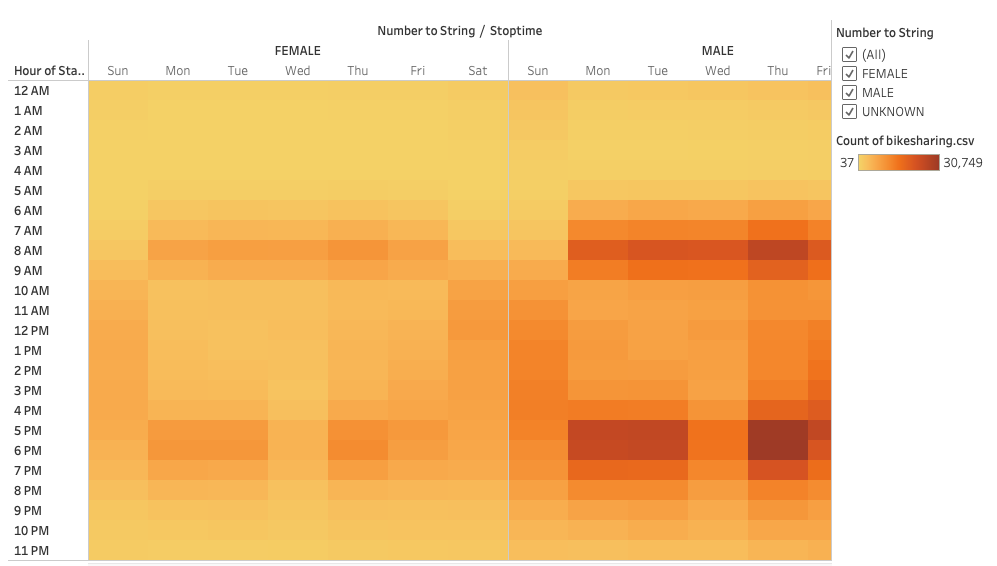 Number to String / Stoptime
FEMALE MALE
Hour of Sta.. Sun Mon Tue Wed Thu Fri Sat Sun Mon Tue Wed Thu Fri
12 AM
1 AM
2 AM
3 AM
4 AM
5 AM
6 AM
7 AM
8 AM
9 AM
10 AM
11 AM
12 PM
1 PM
2 PM
3 PM
4 PM
5 PM
6 PM
7 PM
8 PM
9 PM
10 PM
11 PM
Number to String
(All)
FEMALE
MALE
UNKNOWN
Count of bikesharing.csv
37 30,749